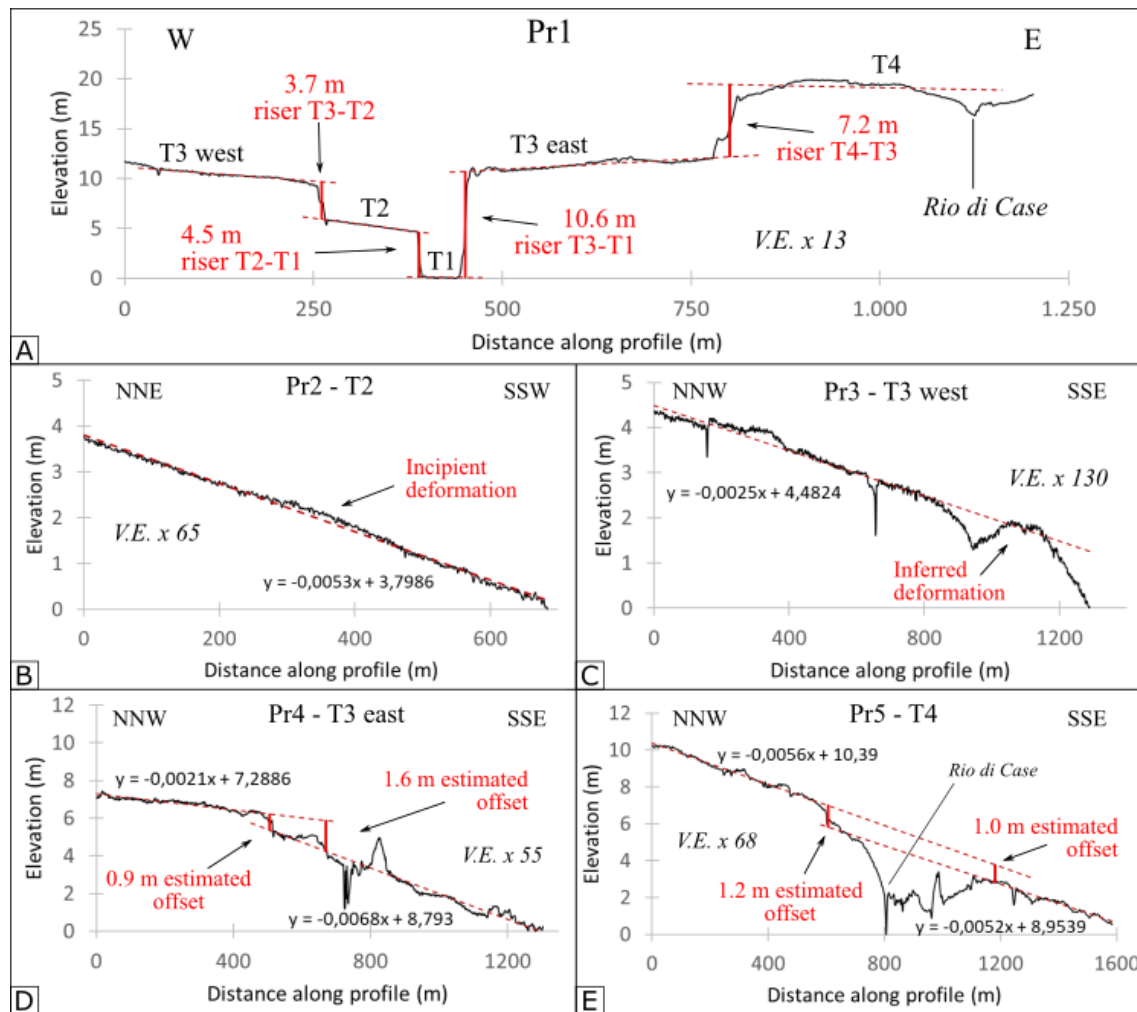 W
Pr1
E
25
20
15
10
5
0
Elevation (m)
0
250
500
750
1.000
1.250
Distance along profile (m)
T3 west
3.7 m
riser T3-T2
T2
4.5 m
riser T2-T1
T1
T3 east
10.6 m
riser T3-T1
T4
7.2 m
riser T4-T3
Rio di Case
V.E. x 13
A
NNE
Pr2 - T2
SSW
5
4
3
2
1
0
Elevation (m)
Incipient
deformation
V.E. x 65
y = -0,0053x + 3,7986
0
200
400
600
Distance along profile (m)
B
NNW
Pr3 - T3 west
SSE
5
4
3
2
1
0
Elevation (m)
y = -0,0025x + 4,4824
V.E. x 130
Inferred
deformation
0
400
800
1200
Distance along profile (m)
C
NNW
Pr4 - T3 east
SSE
12
10
8
6
4
2
0
Elevation (m)
y = -0,0021x + 7,2886
1.6 m estimated
offset
V.E. x 55
0.9 m estimated
offset
y = -0,0068x + 8,793
0
400
800
1200
Distance along profile (m)
D
NNW
Pr5 - T4
SSE
12
10
8
6
4
2
0
Elevation (m)
y = -0,0056x + 10,39
Rio di Case
V.E. x 68
1.0 m estimated
offset
1.2 m estimated
offset
y = -0,0052x + 8,9539
0
400
800
1200
1600
Distance along profile (m)
E